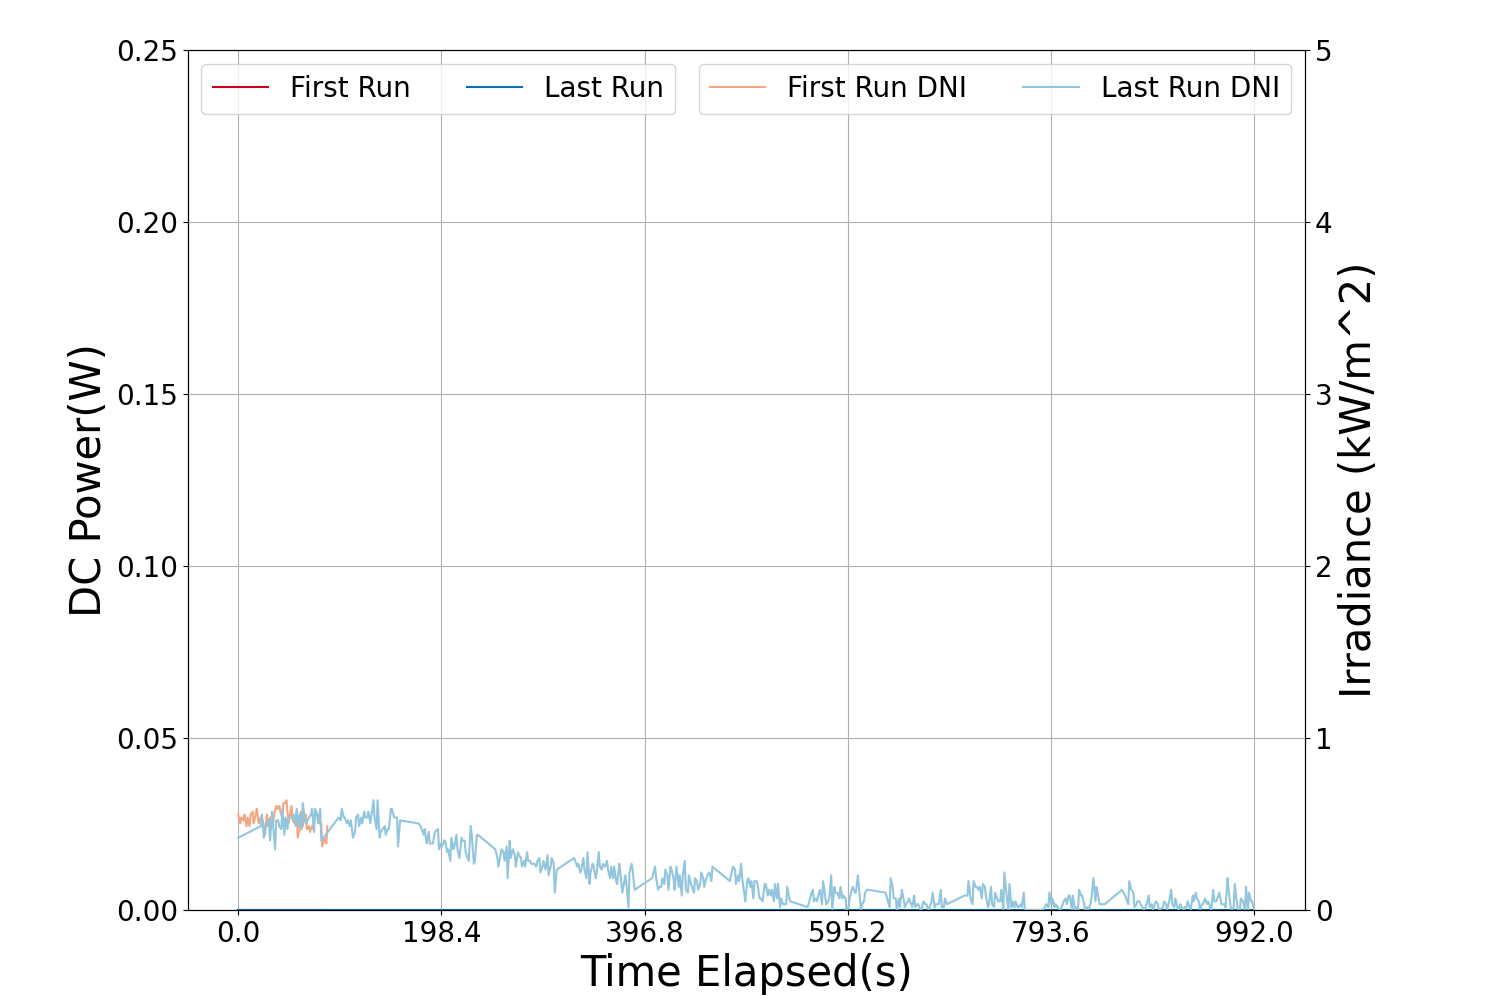 First Run
Last Run
First Run DNI
Last Run DNI
0.25
0.20
0.15
0.10
0.05
0.00
DC Power(W)
5
4
3
2
1
0
Irradiance (kW/m^2)
0.0
198.4
396.8
595.2
793.6
992.0
Time Elapsed(s)